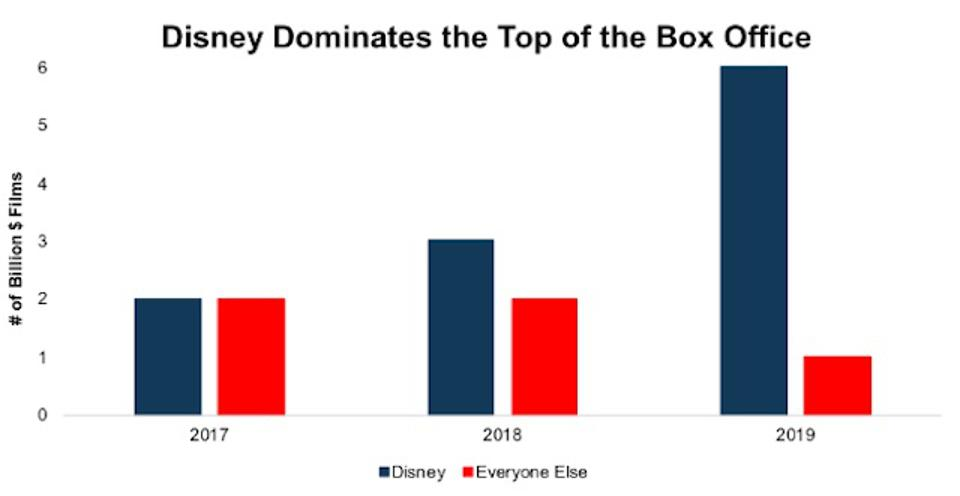 Disney Dominates the Top of the Box Office
# of Billion $ Films
6
5
4
3
2
1
0
2017 2018 2019
Disney Everyone Else